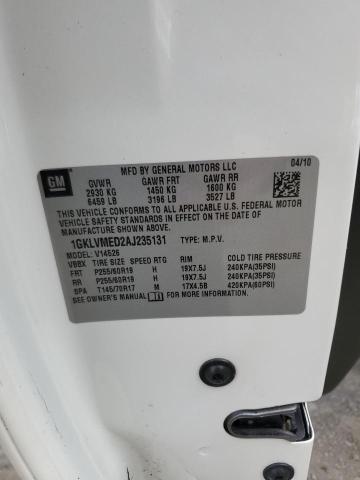 GM
MFD BY GENERAL MOTORS LLC 04/10
GVWR GAWR FRT GAWR RR
2930 KG 1450 KG 1600 KG
6459 LB 3196 LB 3527 LB
THIS VEHICLE CONFORMS TO ALL APPLICABLE U.S. FEDERAL MOTOR
VEHICLE SAFETY STANDARDS IN EFFECT ON THE DATE OF
MANUFACTURE SHOWN ABOVE.
1GKLVMED2AJ235131 TYPE: M.P.V.
MODEL: V14526
VBBX TIRE SIZE SPEED RTG RIM COLD TIRE PRESSURE
FRT P255/60R19 H 19X7.5J 240KPA(35PSI)
RR P255/60R19 H 19X7.5J 240KPA(35PSI)
SPA T145/70R17 M 17X4.5B 420KPA(60PSI)
SEE OWNER'S MANUAL FOR ADDITIONAL INFORMATION